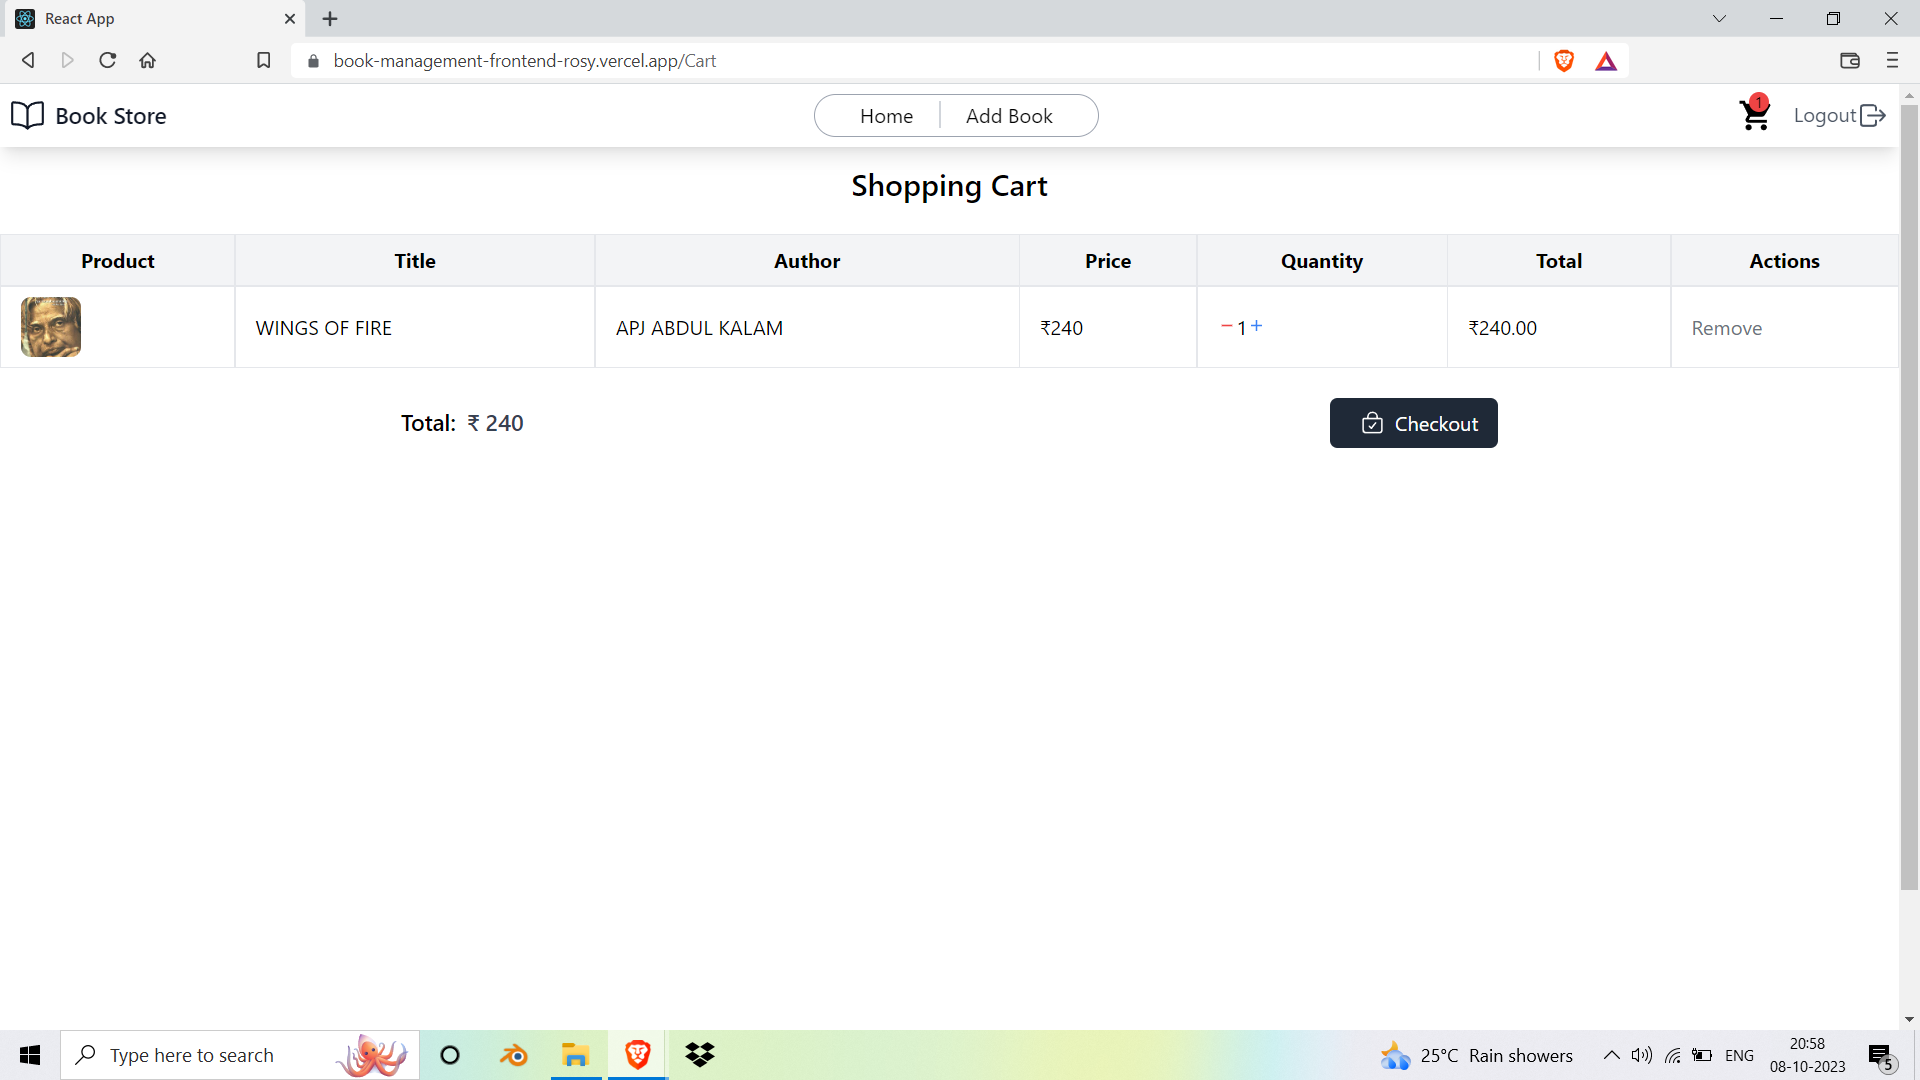 React App
book-management-frontend-rosy.vercel.app/Cart
Book Store
Home
Add Book
1
Logout
Shopping Cart
Product Title Author Price Quantity Total Actions
WINGS OF FIRE APJ ABDUL KALAM ₹240 − 1 + ₹240.00 Remove
Total: ₹ 240
Checkout
Type here to search
25°C Rain showers
ENG
20:58
08-10-2023
5